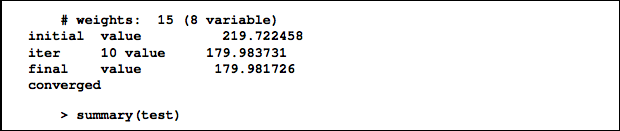 # weights: 15 (8 variable)
initial value 219.722458
iter 10 value 179.983731
final value 179.981726
converged
> summary(test)